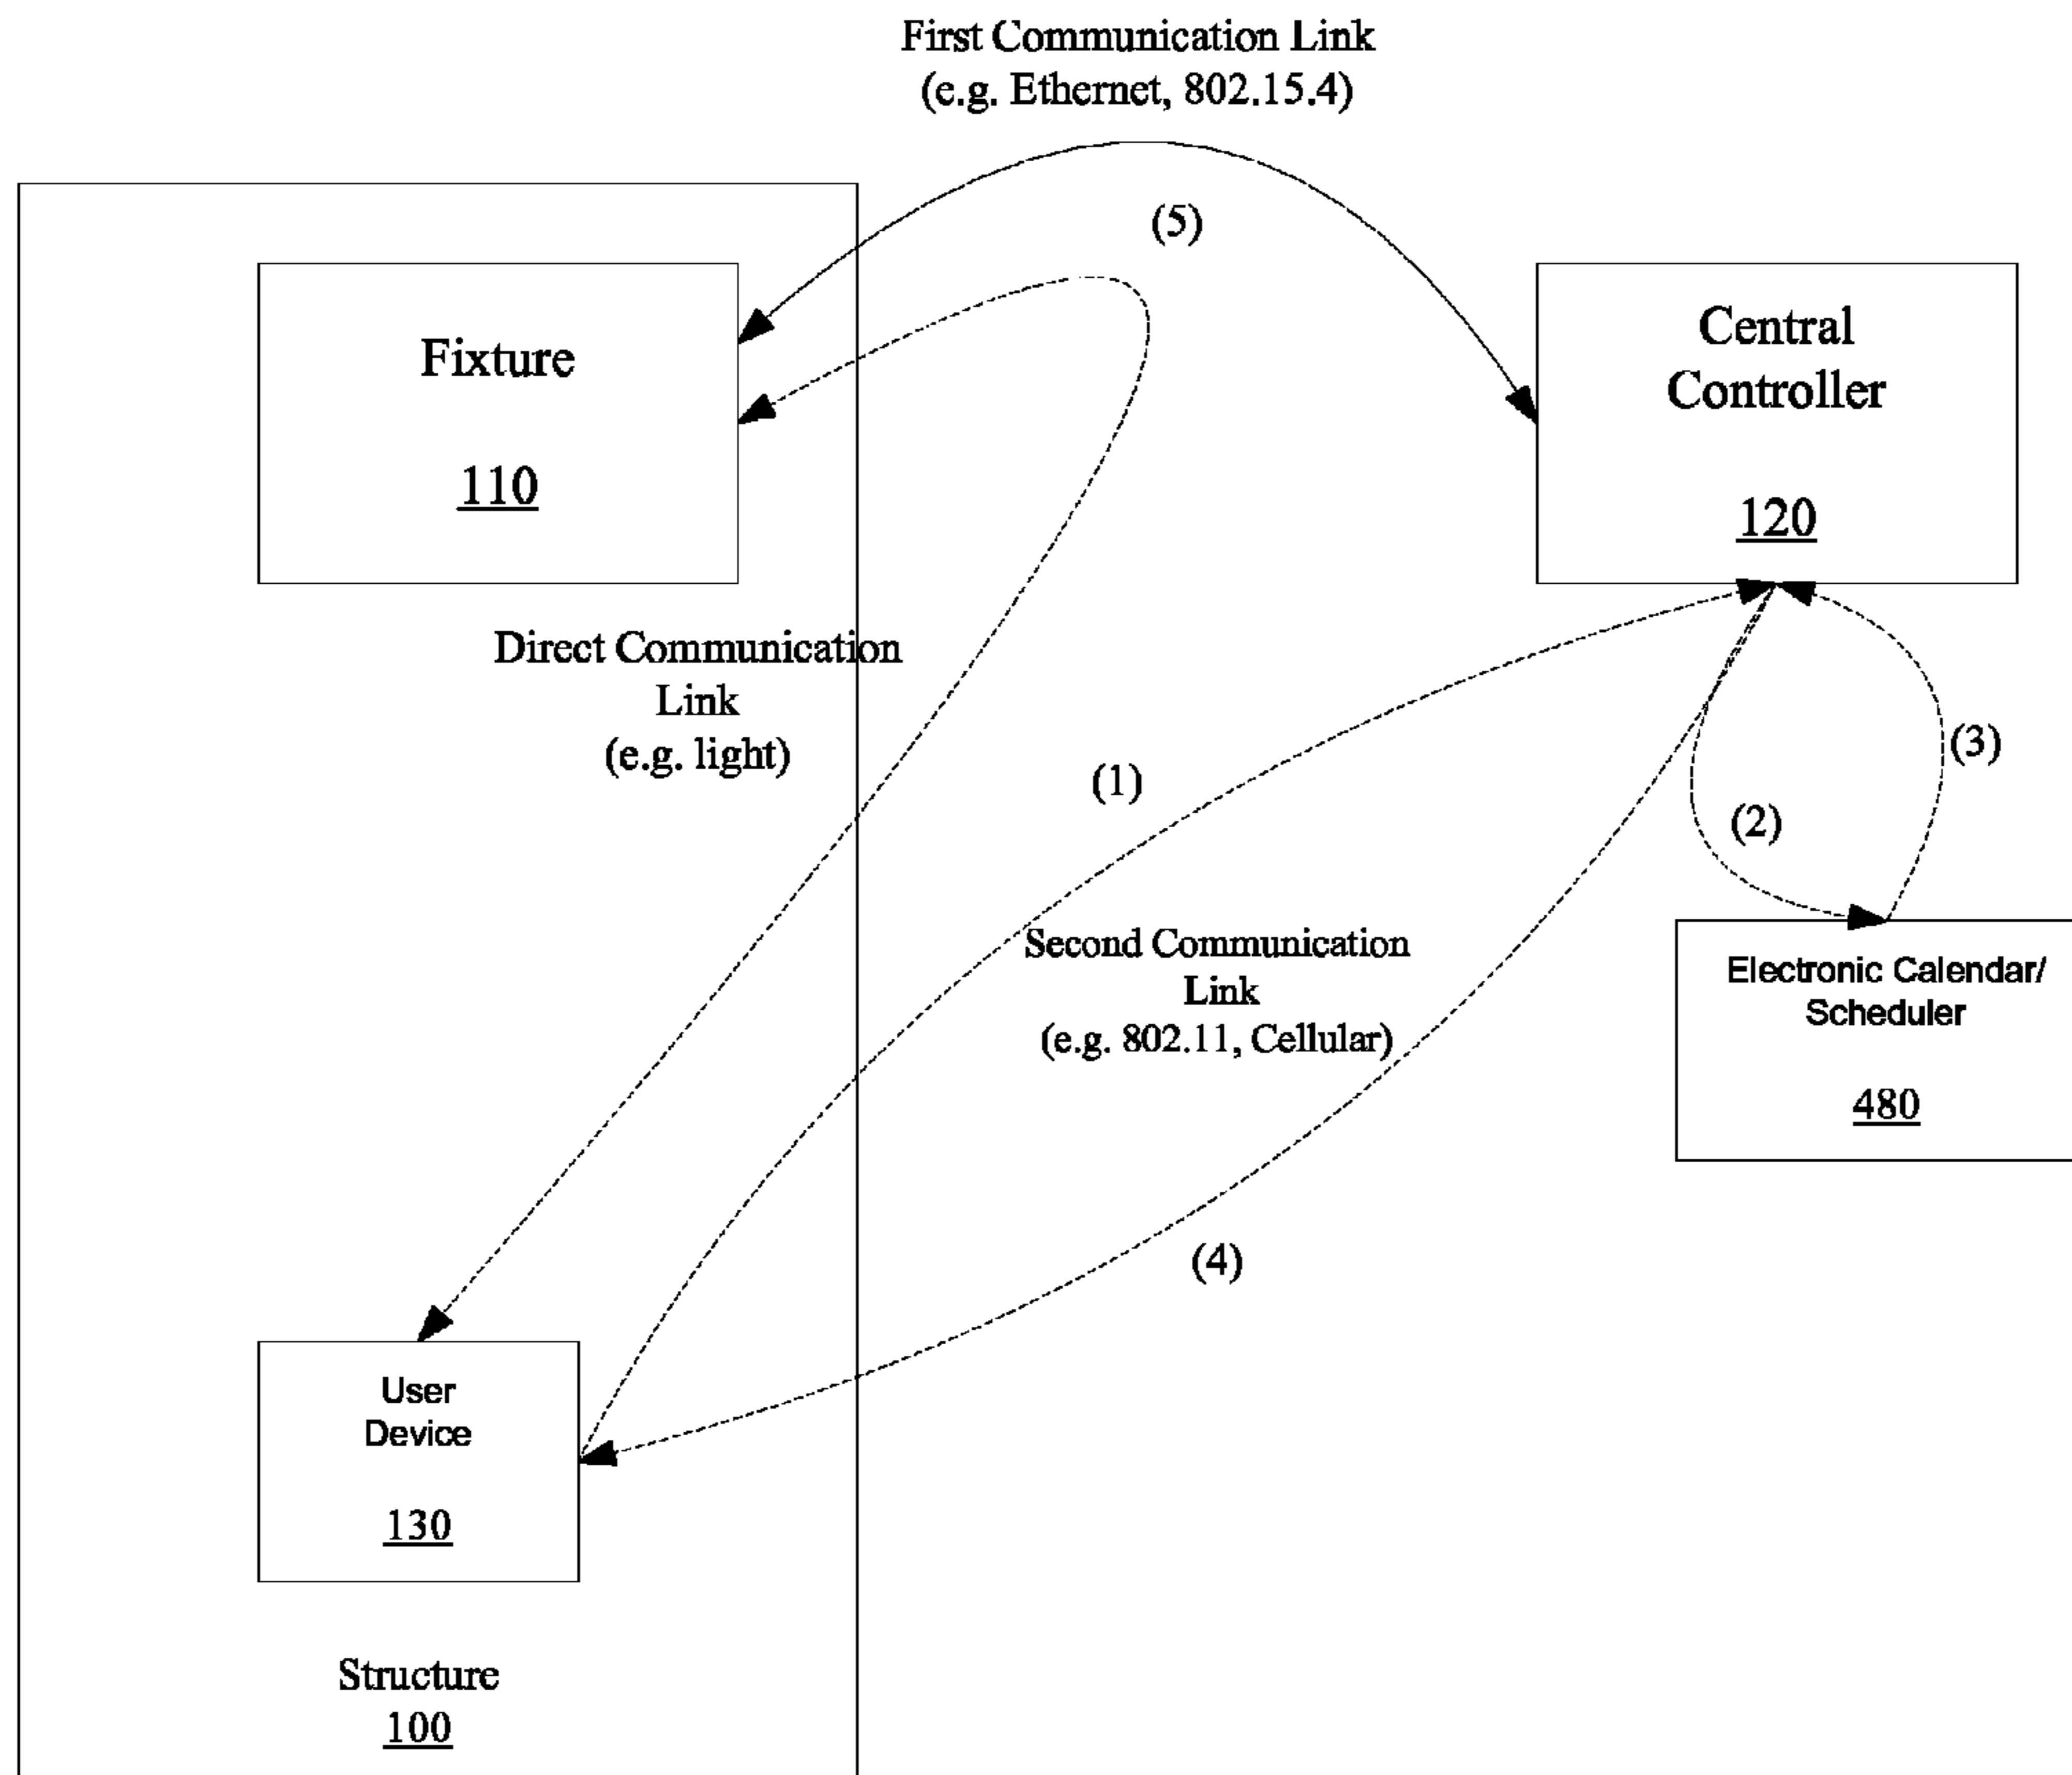 First Communication Link
(e.g. Ethernet, 802.15.4)
(5)
Fixture
110
Central
Controller
120
Direct Communication
Link
(e.g. light)
(1)
(2)
(3)
Second Communication
Link
(e.g. 802.11, Cellular)
Electronic Calendar/
Scheduler
480
(4)
User
Device
130
Structure
100